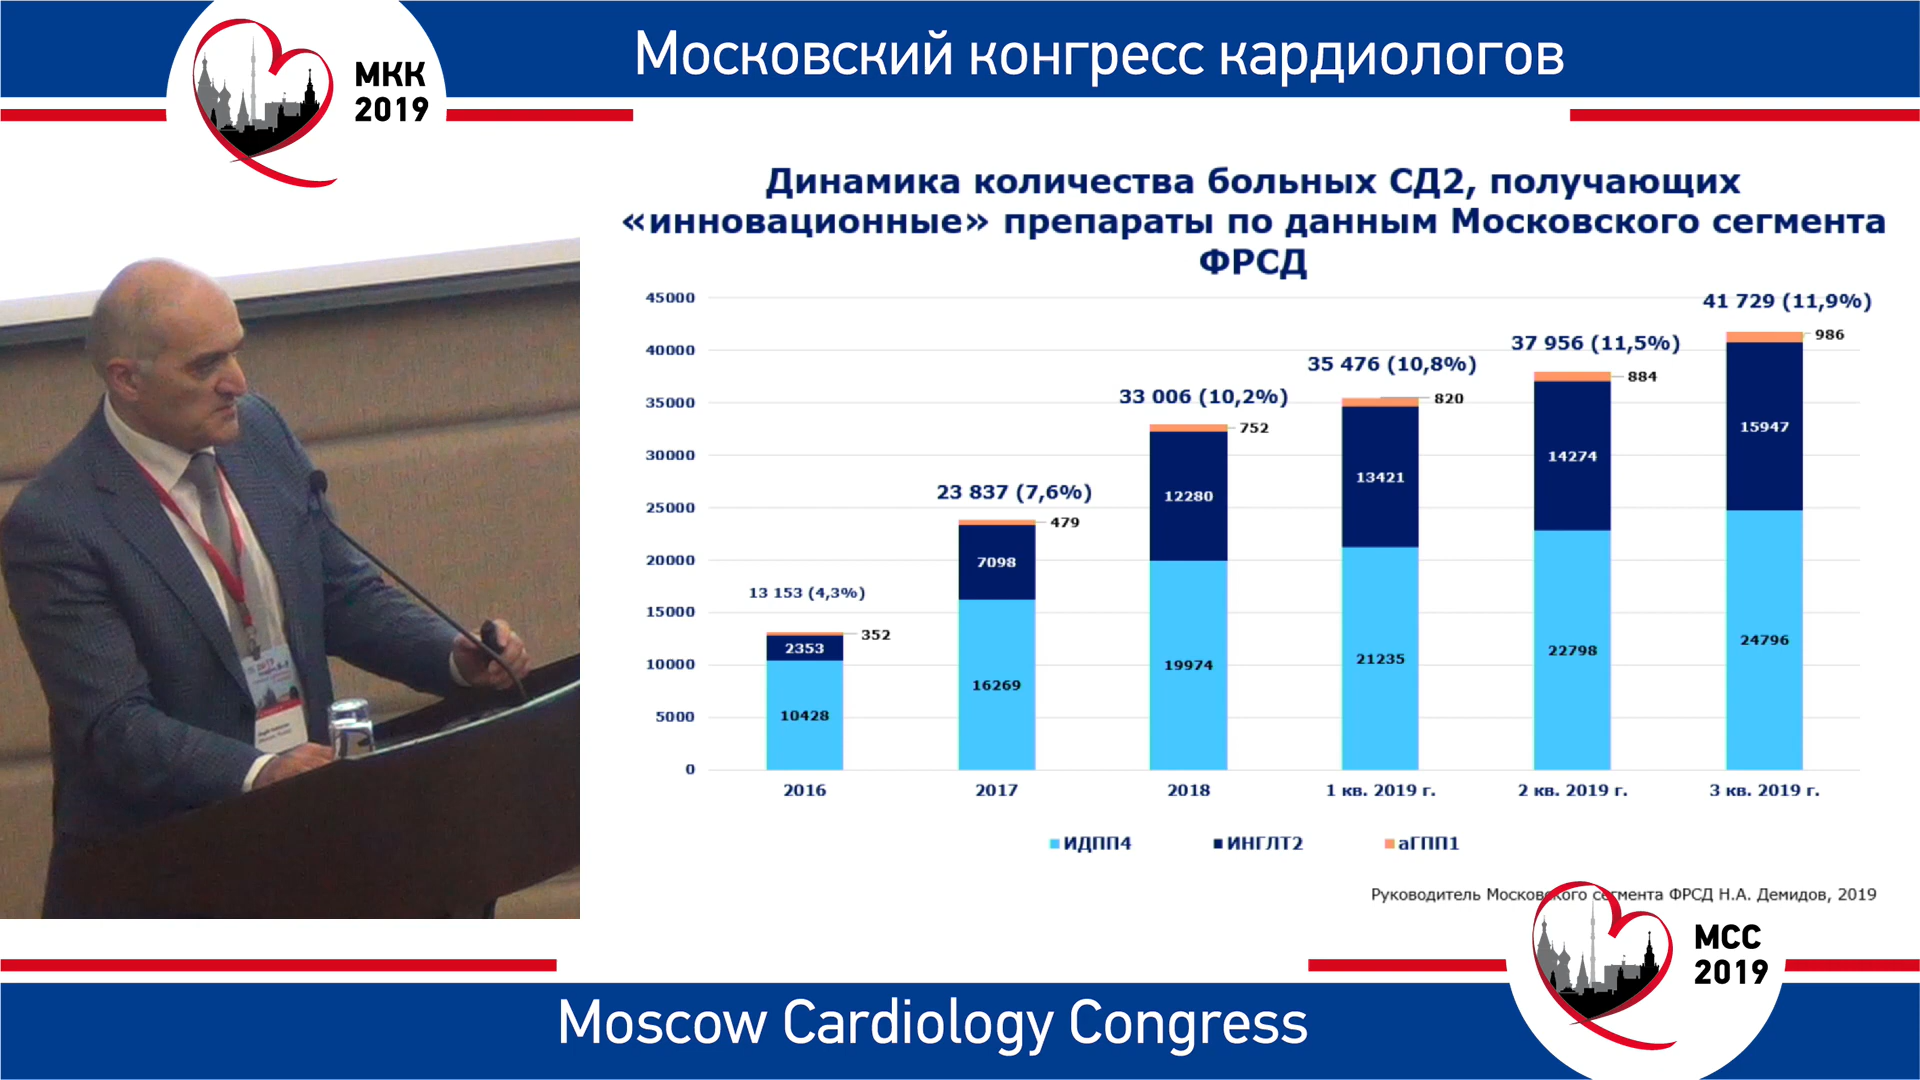 МКК
2019
Московский конгресс кардиологов
Динамика количества больных СД2, получающих
«инновационные» препараты по данным Московского сегмента
ФРСД
45000
40000
35000
30000
25000
20000
15000
10000
5000
0
13 153 (4,3%)
352
2353
10428
2016
23 837 (7,6%)
479
7098
16269
2017
33 006 (10,2%)
752
12280
19974
2018
35 476 (10,8%)
820
13421
21235
1 кв. 2019 г.
37 956 (11,5%)
884
14274
22798
2 кв. 2019 г.
41 729 (11,9%)
986
15947
24796
3 кв. 2019 г.
ИДПП4 ИНГЛТ2 аГПП1
Руководитель Московского сегмента ФРСД Н.А. Демидов, 2019
МСС
2019
Moscow Cardiology Congress